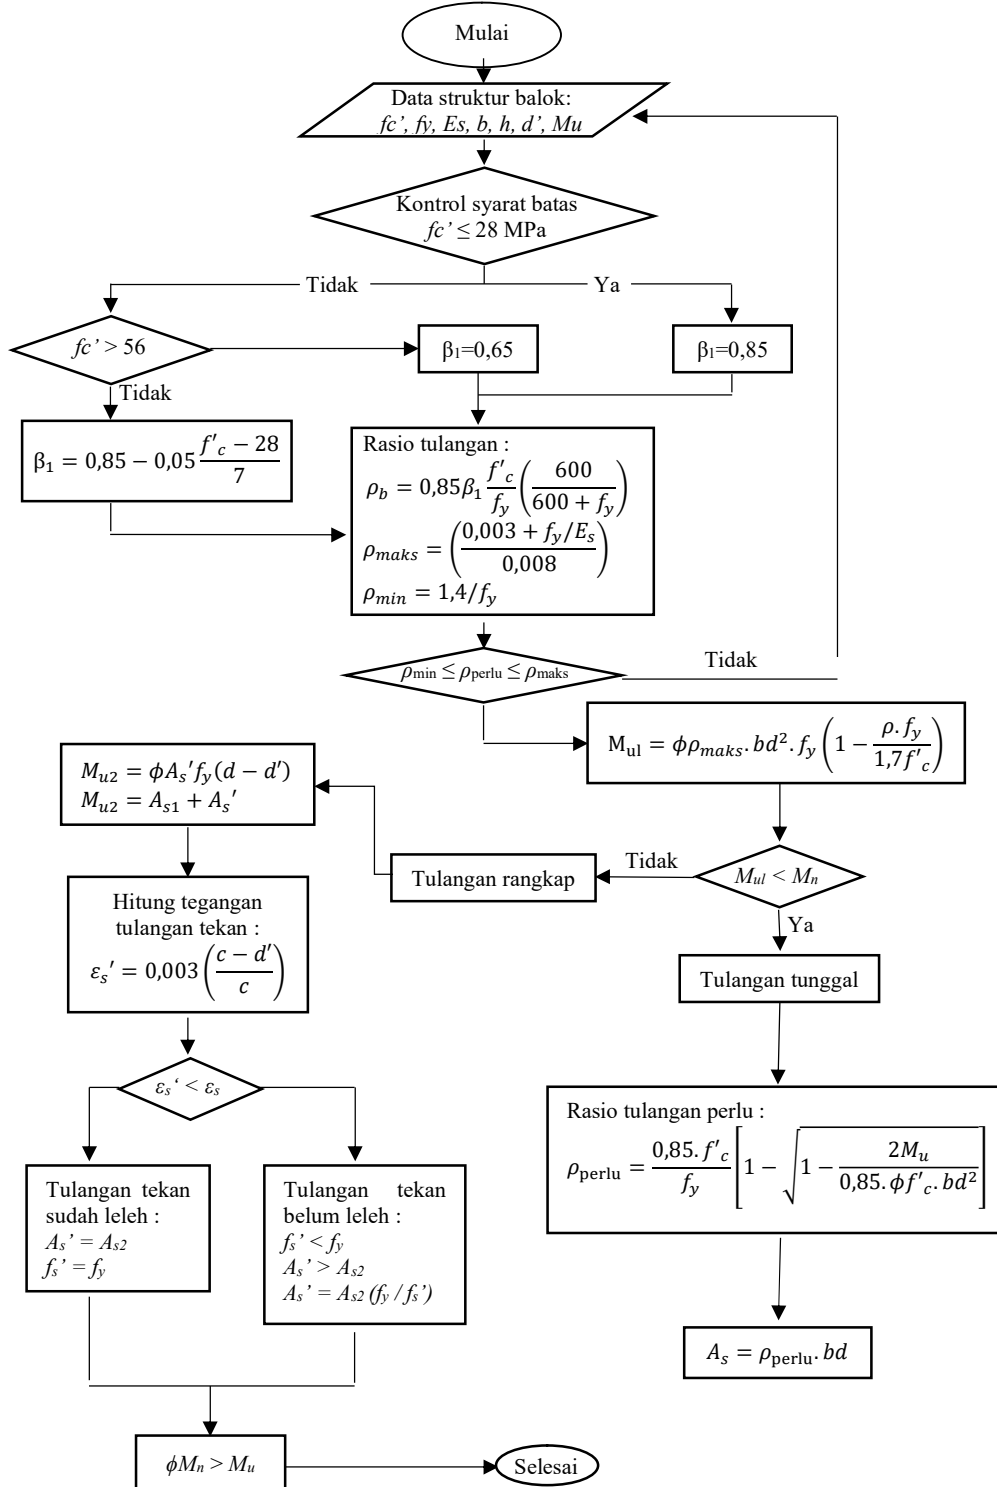 Mulai
Data struktur balok:
fc’, fy, Es, b, h, d’, Mu
Kontrol syarat batas
fc’ ≤ 28 MPa
Tidak
Ya
fc’ > 56
β₁=0,65
β₁=0,85
Tidak
β₁ = 0,85 − 0,05 (f′c − 28)/7
Rasio tulangan :
ρb = 0,85β₁ f′c/fy (600/(600 + fy))
ρmaks = ((0,003 + fy/Es)/0,008)
ρmin = 1,4/fy
ρmin ≤ ρperlu ≤ ρmaks
Tidak
Mul = ϕρmaks. bd². fy (1 − ρ. fy/1,7f′c)
Mu2 = ϕAs′fy(d − d′)
Mu2 = As1 + As′
Tulangan rangkap
Tidak
Mul < Mn
Ya
Hitung tegangan
tulangan tekan :
εs′ = 0,003 ((c − d′)/c)
Tulangan tunggal
εs‘ < εs
Rasio tulangan perlu :
ρperlu = 0,85. f′c/fy [1 − √(1 − 2Mu/(0,85. ϕf′c. bd²))]
Tulangan tekan
sudah leleh :
As’ = As2
fs’ = fy
Tulangan tekan
belum leleh :
fs’ < fy
As’ > As2
As’ = As2 (fy / fs’)
As = ρperlu. bd
ϕMn > Mu
Selesai